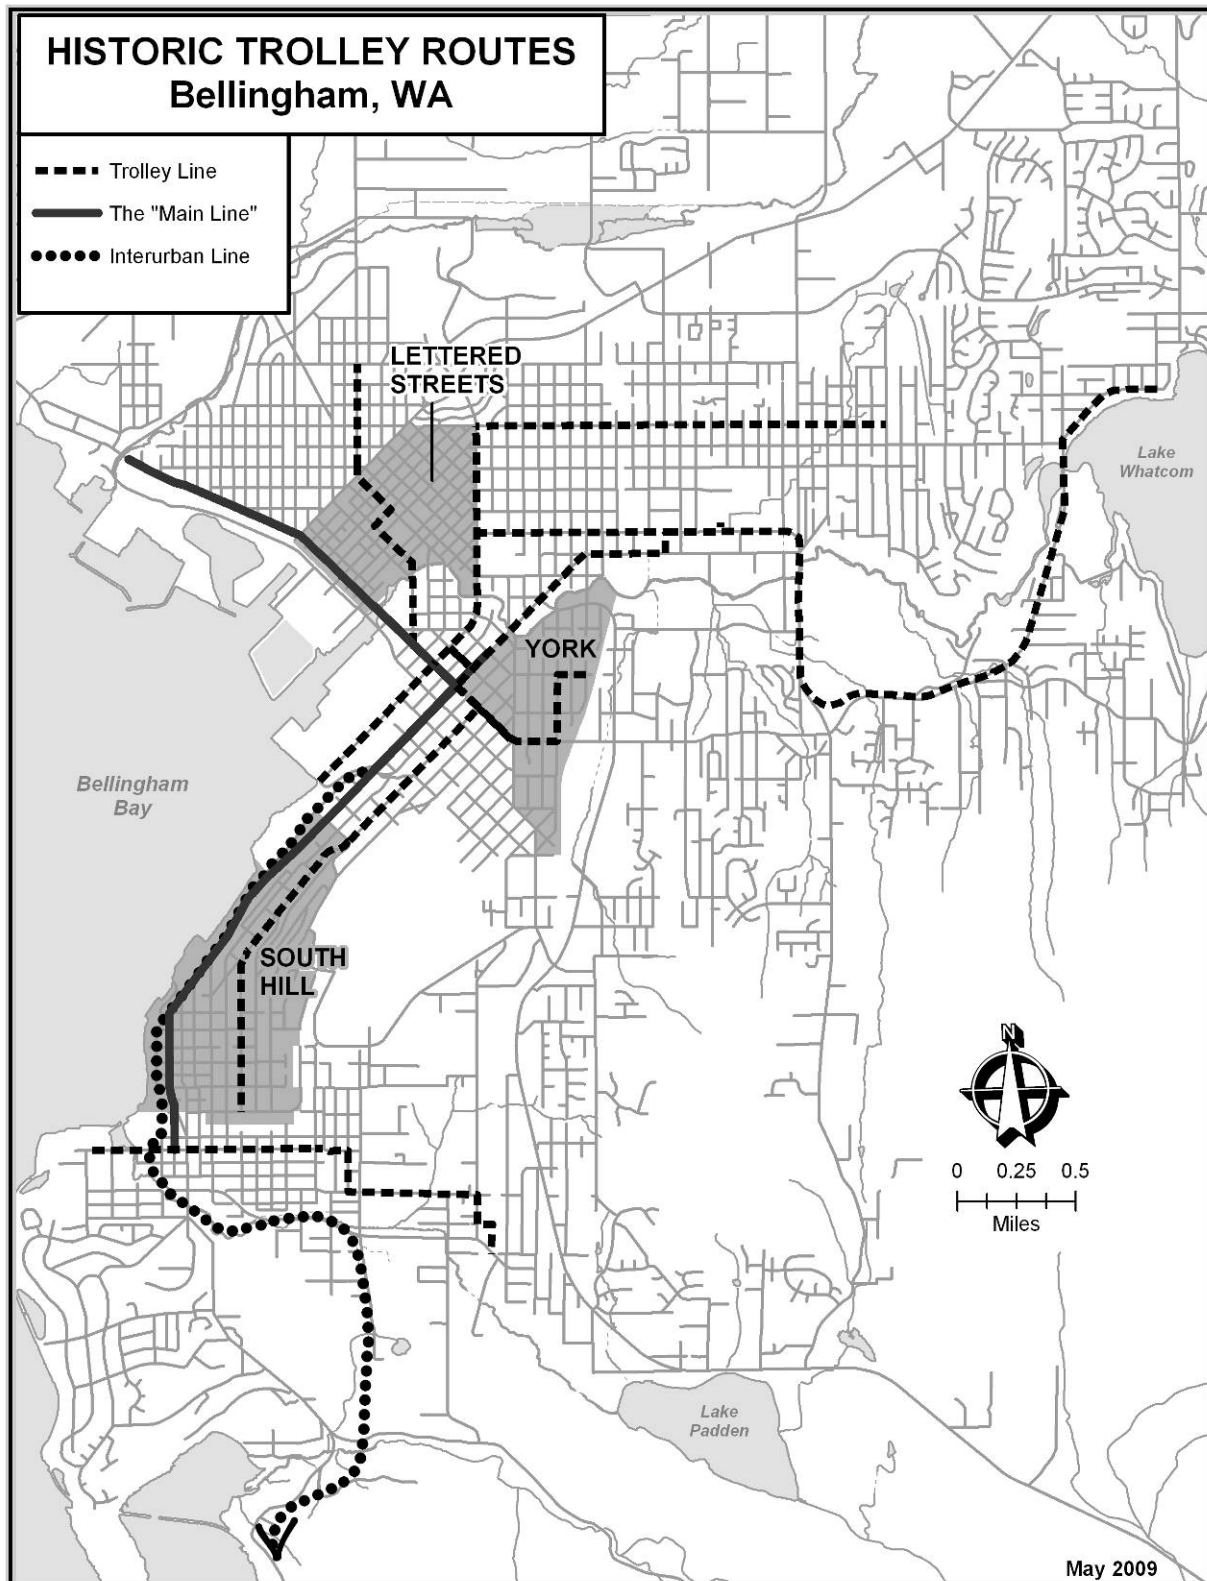 HISTORIC TROLLEY ROUTES
Bellingham, WA
Trolley Line
The "Main Line"
Interurban Line
LETTERED
STREETS
Lake
Whatcom
YORK
Bellingham
Bay
SOUTH
HILL
N
0 0.25 0.5
Miles
Lake
Padden
May 2009